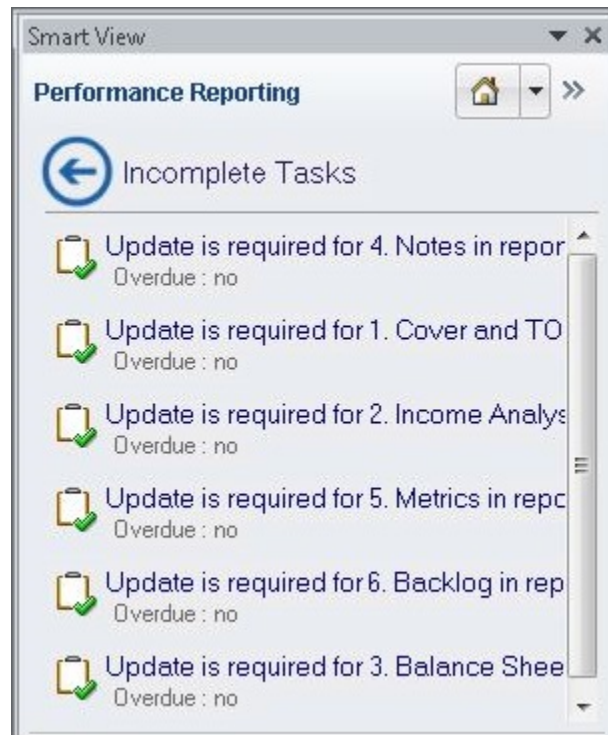 Smart View
Performance Reporting
Incomplete Tasks
Update is required for 4. Notes in repor
Overdue : no
Update is required for 1. Cover and TO
Overdue : no
Update is required for 2. Income Analys
Overdue : no
Update is required for 5. Metrics in repo
Overdue : no
Update is required for 6. Backlog in rep
Overdue : no
Update is required for 3. Balance Shee
Overdue : no